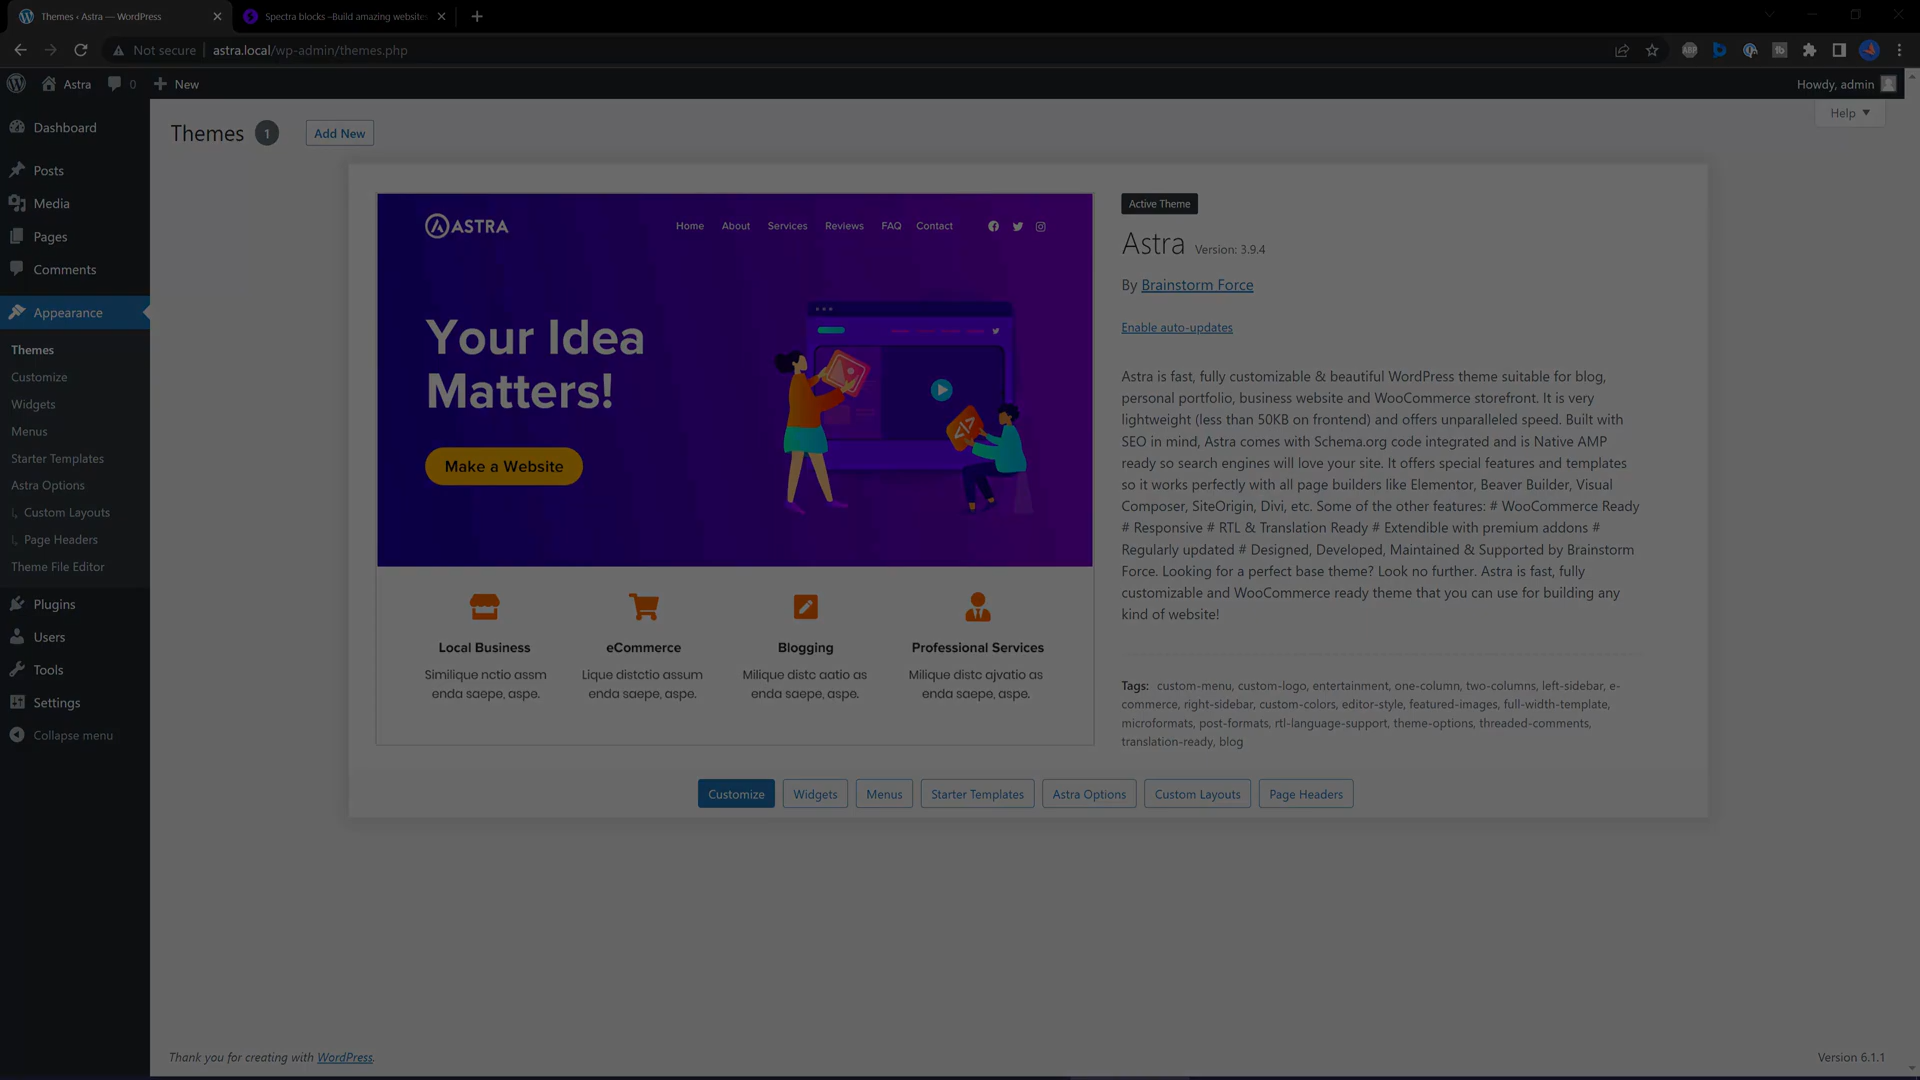 Themes ‹ Astra — WordPress
Spectra blocks –Build amazing websites
Not secure
astra.local/wp-admin/themes.php
Astra
0
New
Howdy, admin
Help
Dashboard
Posts
Media
Pages
Comments
Appearance
Themes
Customize
Widgets
Menus
Starter Templates
Astra Options
Custom Layouts
Page Headers
Theme File Editor
Plugins
Users
Tools
Settings
Collapse menu
Themes 1 Add New
ASTRA
Home About Services Reviews FAQ Contact
Your Idea
Matters!
Make a Website
Local Business
Similique nctio assm
enda saepe, aspe.
eCommerce
Lique distctio assum
enda saepe, aspe.
Blogging
Milique distc aatio as
enda saepe, aspe.
Professional Services
Milique distc ajvatio as
enda saepe, aspe.
Active Theme
Astra Version: 3.9.4
By Brainstorm Force
Enable auto-updates
Astra is fast, fully customizable & beautiful WordPress theme suitable for blog,
personal portfolio, business website and WooCommerce storefront. It is very
lightweight (less than 50KB on frontend) and offers unparalleled speed. Built with
SEO in mind, Astra comes with Schema.org code integrated and is Native AMP
ready so search engines will love your site. It offers special features and templates
so it works perfectly with all page builders like Elementor, Beaver Builder, Visual
Composer, SiteOrigin, Divi, etc. Some of the other features: # WooCommerce Ready
# Responsive # RTL & Translation Ready # Extendible with premium addons #
Regularly updated # Designed, Developed, Maintained & Supported by Brainstorm
Force. Looking for a perfect base theme? Look no further. Astra is fast, fully
customizable and WooCommerce ready theme that you can use for building any
kind of website!
Tags: custom-menu, custom-logo, entertainment, one-column, two-columns, left-sidebar, e-
commerce, right-sidebar, custom-colors, editor-style, featured-images, full-width-template,
microformats, post-formats, rtl-language-support, theme-options, threaded-comments,
translation-ready, blog
Customize Widgets Menus Starter Templates Astra Options Custom Layouts Page Headers
Thank you for creating with WordPress.
Version 6.1.1